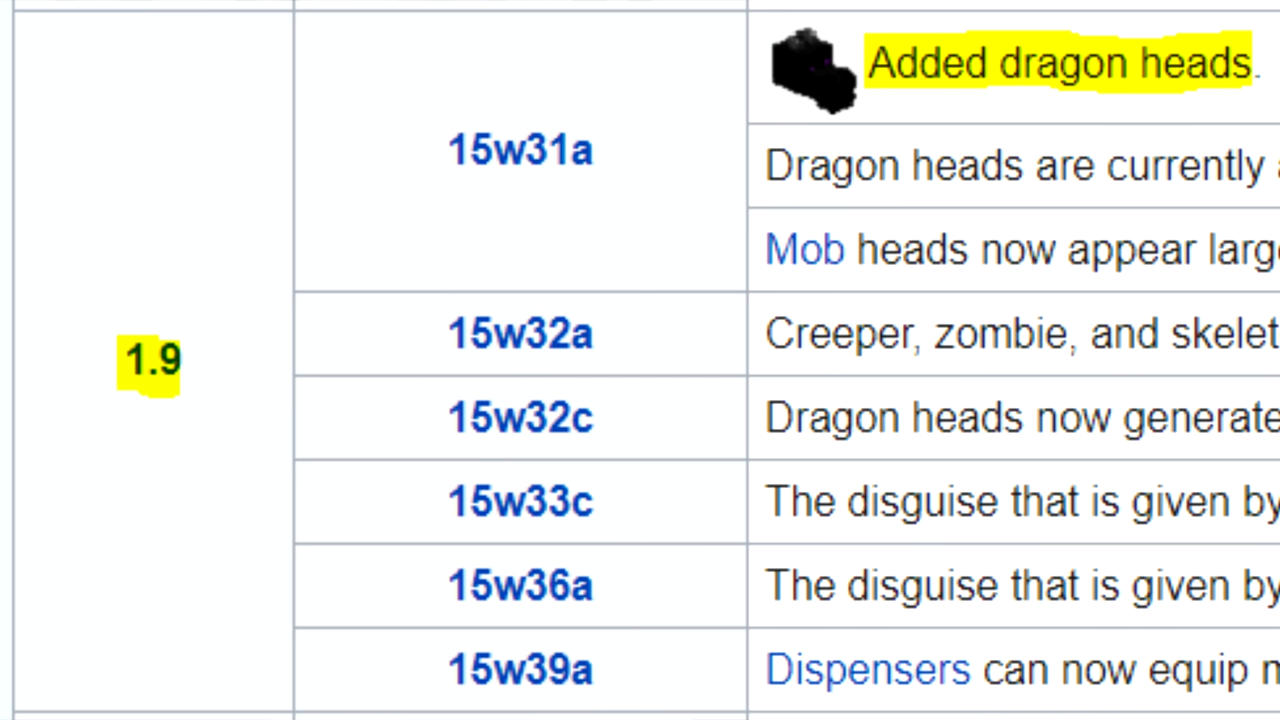 Added dragon heads.
15w31a
Dragon heads are currently
Mob heads now appear
1.9
15w32a
Creeper, zombie, and
15w32c
Dragon heads now generate
15w33c
The disguise that is given by
15w36a
The disguise that is given by
15w39a
Dispensers can now equip